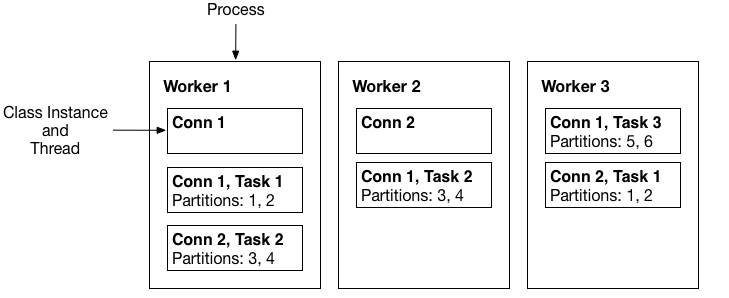 Process
Class Instance
and
Thread
Worker 1
Conn 1
Conn 1, Task 1
Partitions: 1, 2
Conn 2, Task 2
Partitions: 3, 4
Worker 2
Conn 2
Conn 1, Task 2
Partitions: 3, 4
Worker 3
Conn 1, Task 3
Partitions: 5, 6
Conn 2, Task 1
Partitions: 1, 2